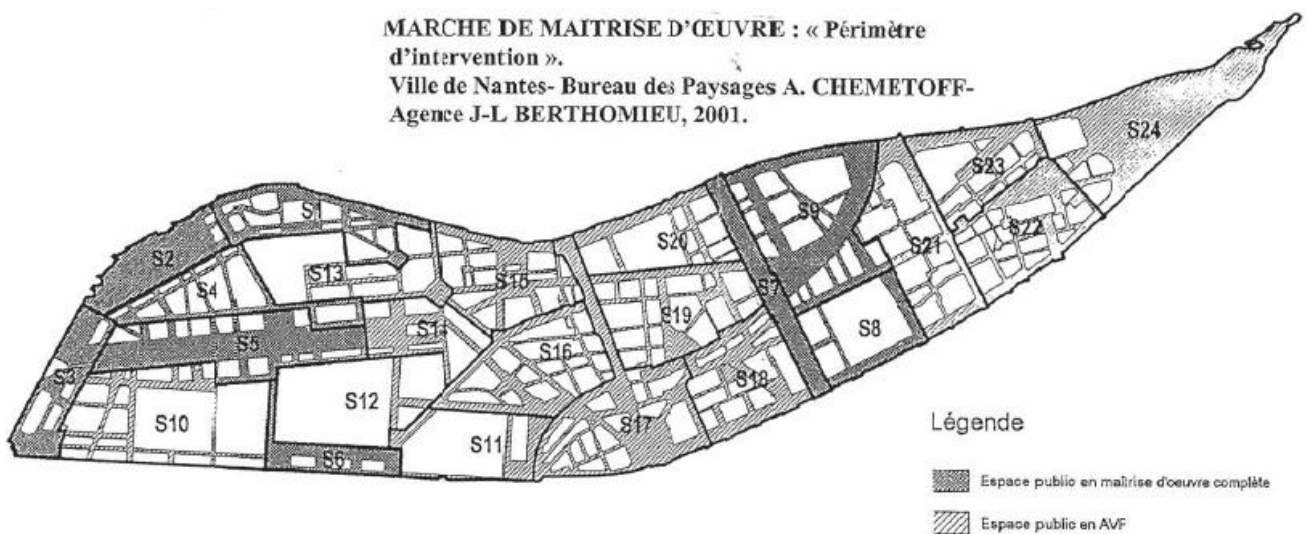 MARCHE DE MAITRISE D'ŒUVRE : « Périmètre
d'intervention ».
Ville de Nantes- Bureau des Paysages A. CHEMETOFF-
Agence J-L BERTHOMIEU, 2001.
S24
S23
S22
S9
S21
S20
S2
S
S13
S4
S15
S7
S19
S8
S5
S14
S16
S3
S18
S12
S10
S17
S11
S6
Légende
Espace public en maîtrise d'oeuvre complète
Espace public en AVF